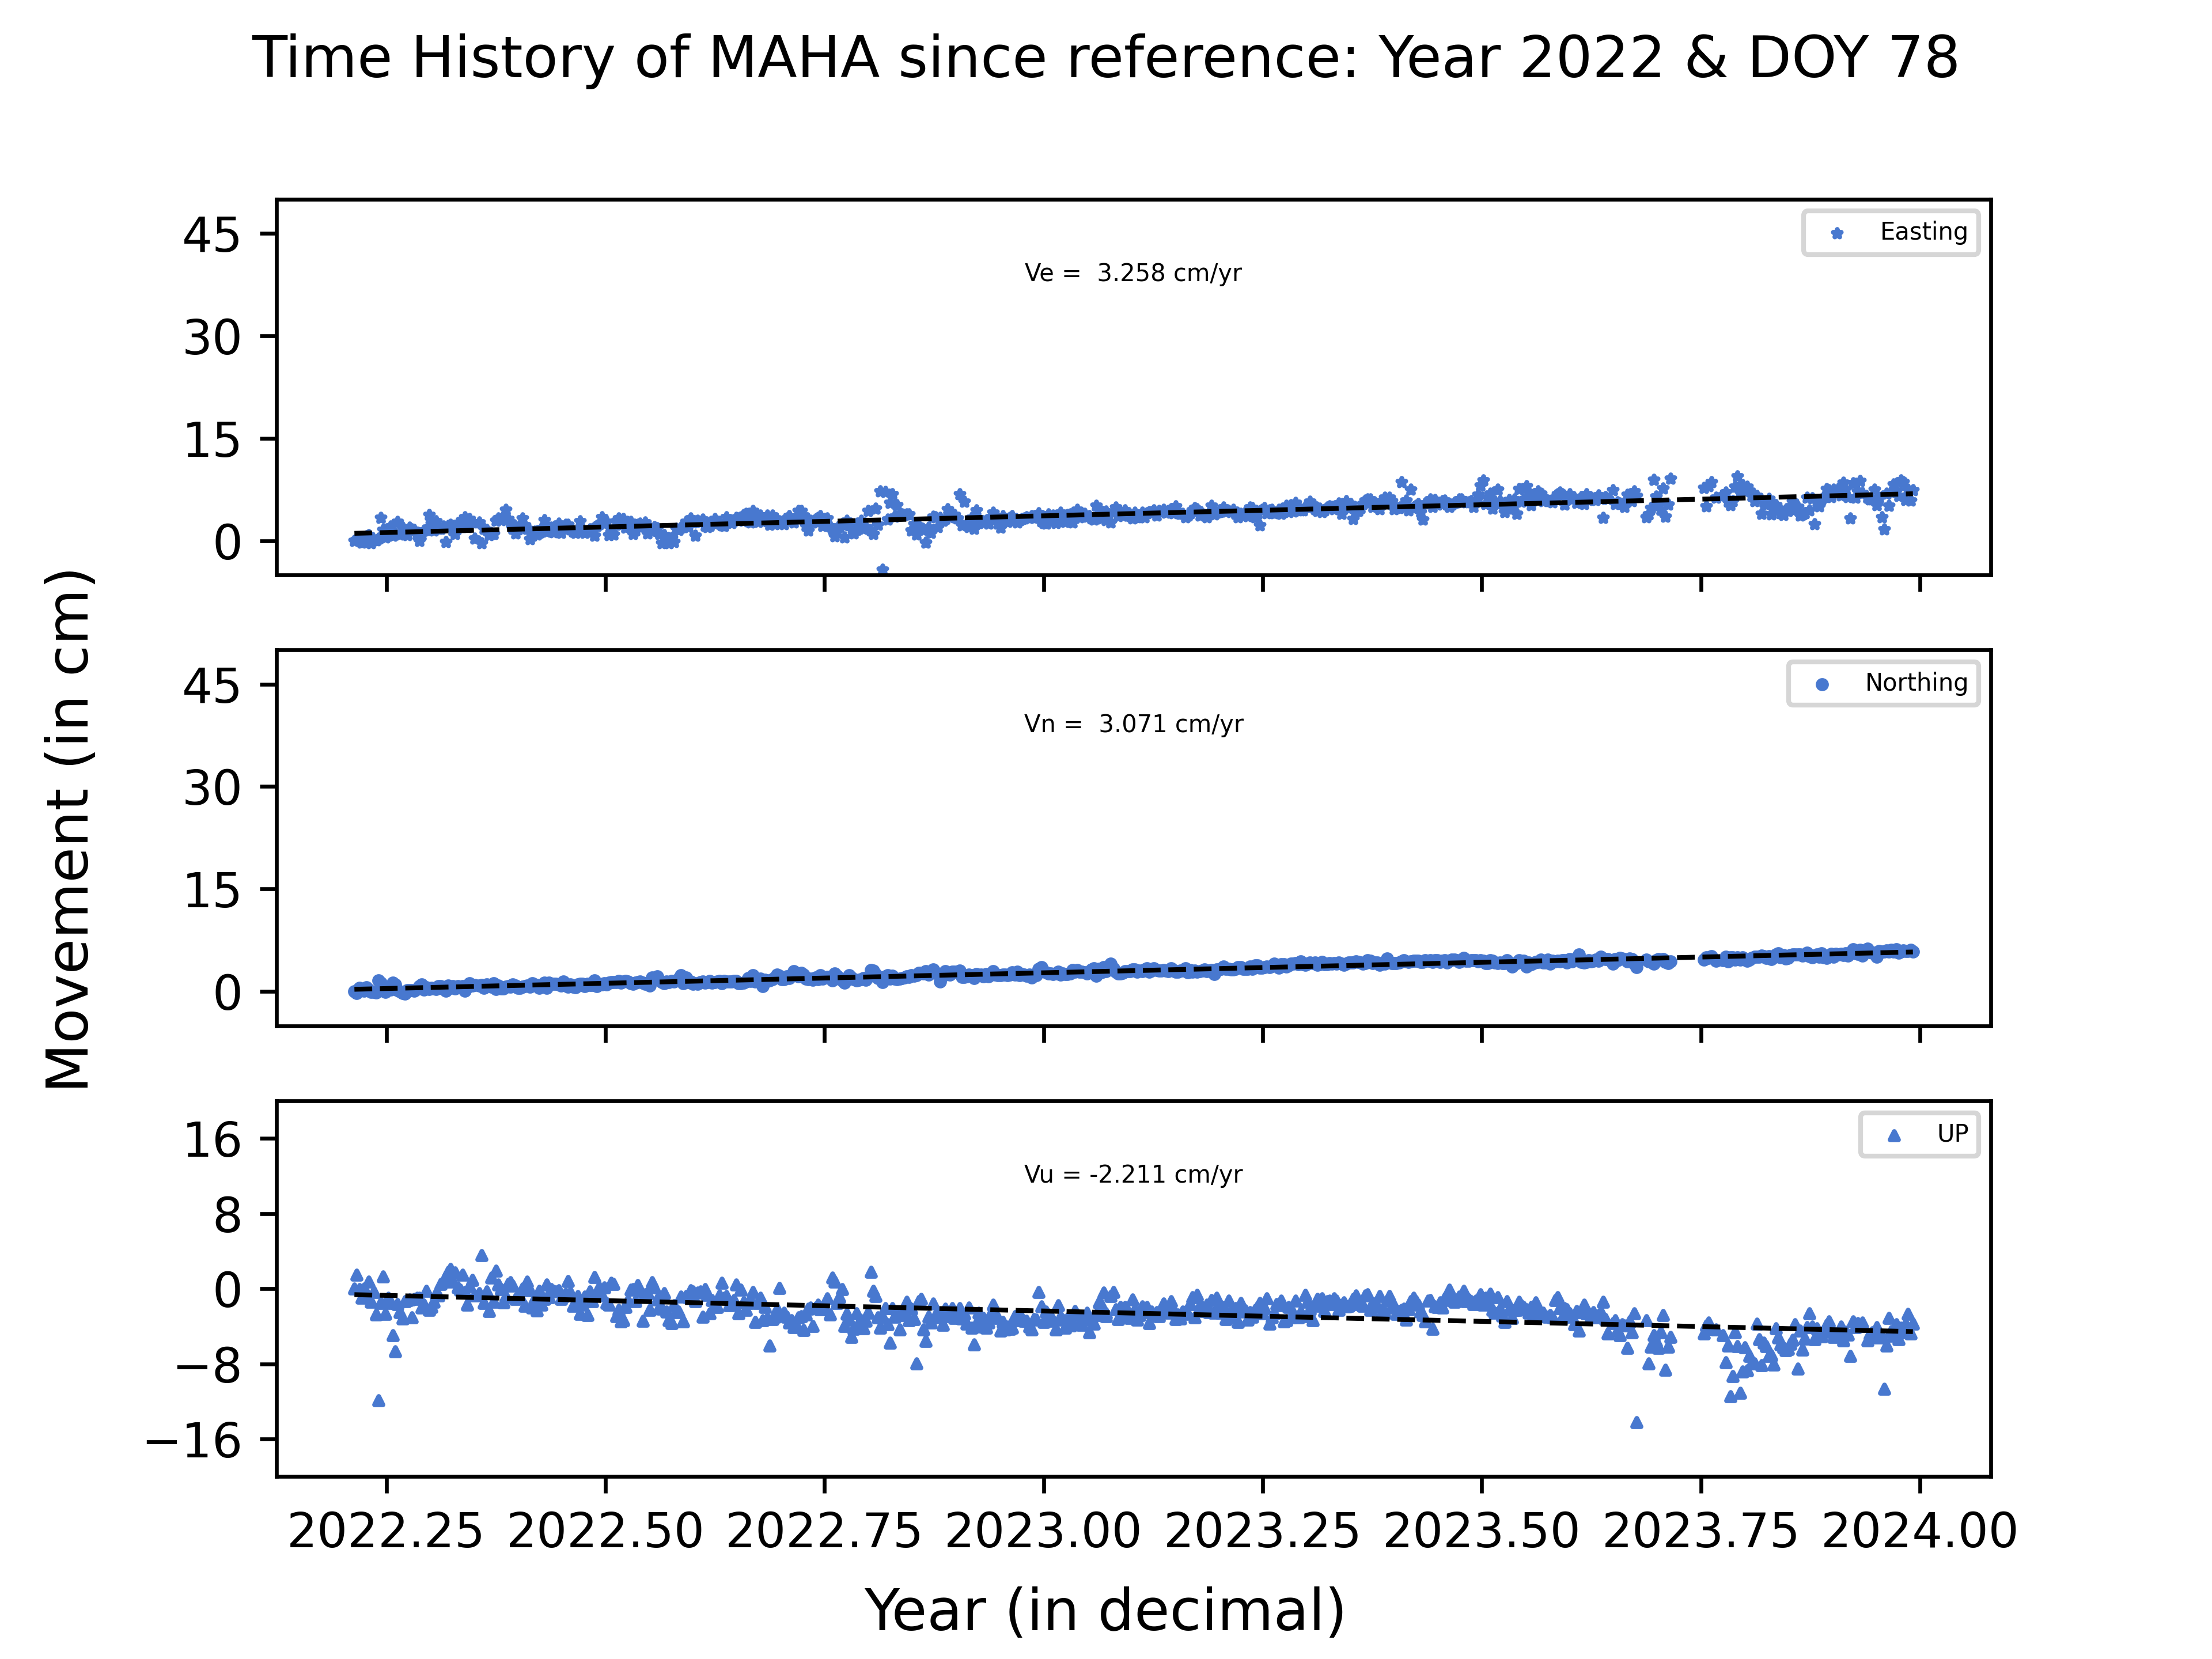 Time History of MAHA since reference: Year 2022 & DOY 78
Movement (in cm)
45
30
15
0
Ve =  3.258 cm/yr
Easting
45
30
15
0
Vn =  3.071 cm/yr
Northing
16
8
0
−8
−16
Vu = -2.211 cm/yr
UP
2022.25 2022.50 2022.75 2023.00 2023.25 2023.50 2023.75 2024.00
Year (in decimal)